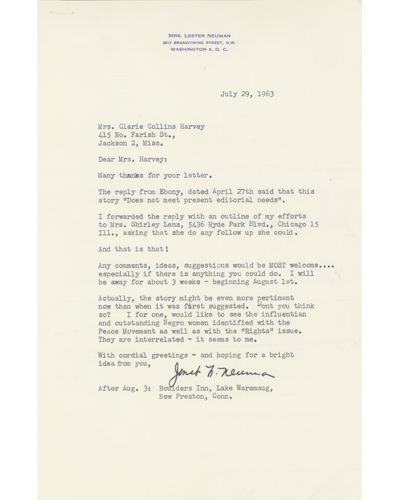 MRS. LESTER NEUMAN
BRANDYWINE STREET, N.W.
WASHINGTON 8, D. C.
July 29, 1963
Mrs. Clarie Collins Harvey
415 No. Farish St.,
Jackson 2, Miss.
Dear Mrs. Harvey:
Many thanks for your letter.
The reply from Ebony, dated April 27th said that this
story "Does not meet present editorial needs".
I forwarded the reply with an outline of my efforts
to Mrs. Shirley Lens, 5436 Hyde Park Blvd., Chicago 15
Ill., asking that she do any follow up she could.
And that is that!
Any comments, ideas, suggestions would be MOST welcome....
especially if there is anything you could do. I will
be away for about 3 weeks - beginning August 1st.
Actually, the story might be even more pertinent
now than when it was first suggested. Dont you think
so? I for one, would like to see the influential
and outstanding Negro women identified with the
Peace Movement as well as with the "Rights" issue.
They are interrelated - it seems to me.
With cordial greetings - and hoping for a bright
idea from you,
Janet N. Neuman
After Aug. 3: Boulders Inn, Lake Waramaug,
New Preston, Conn.